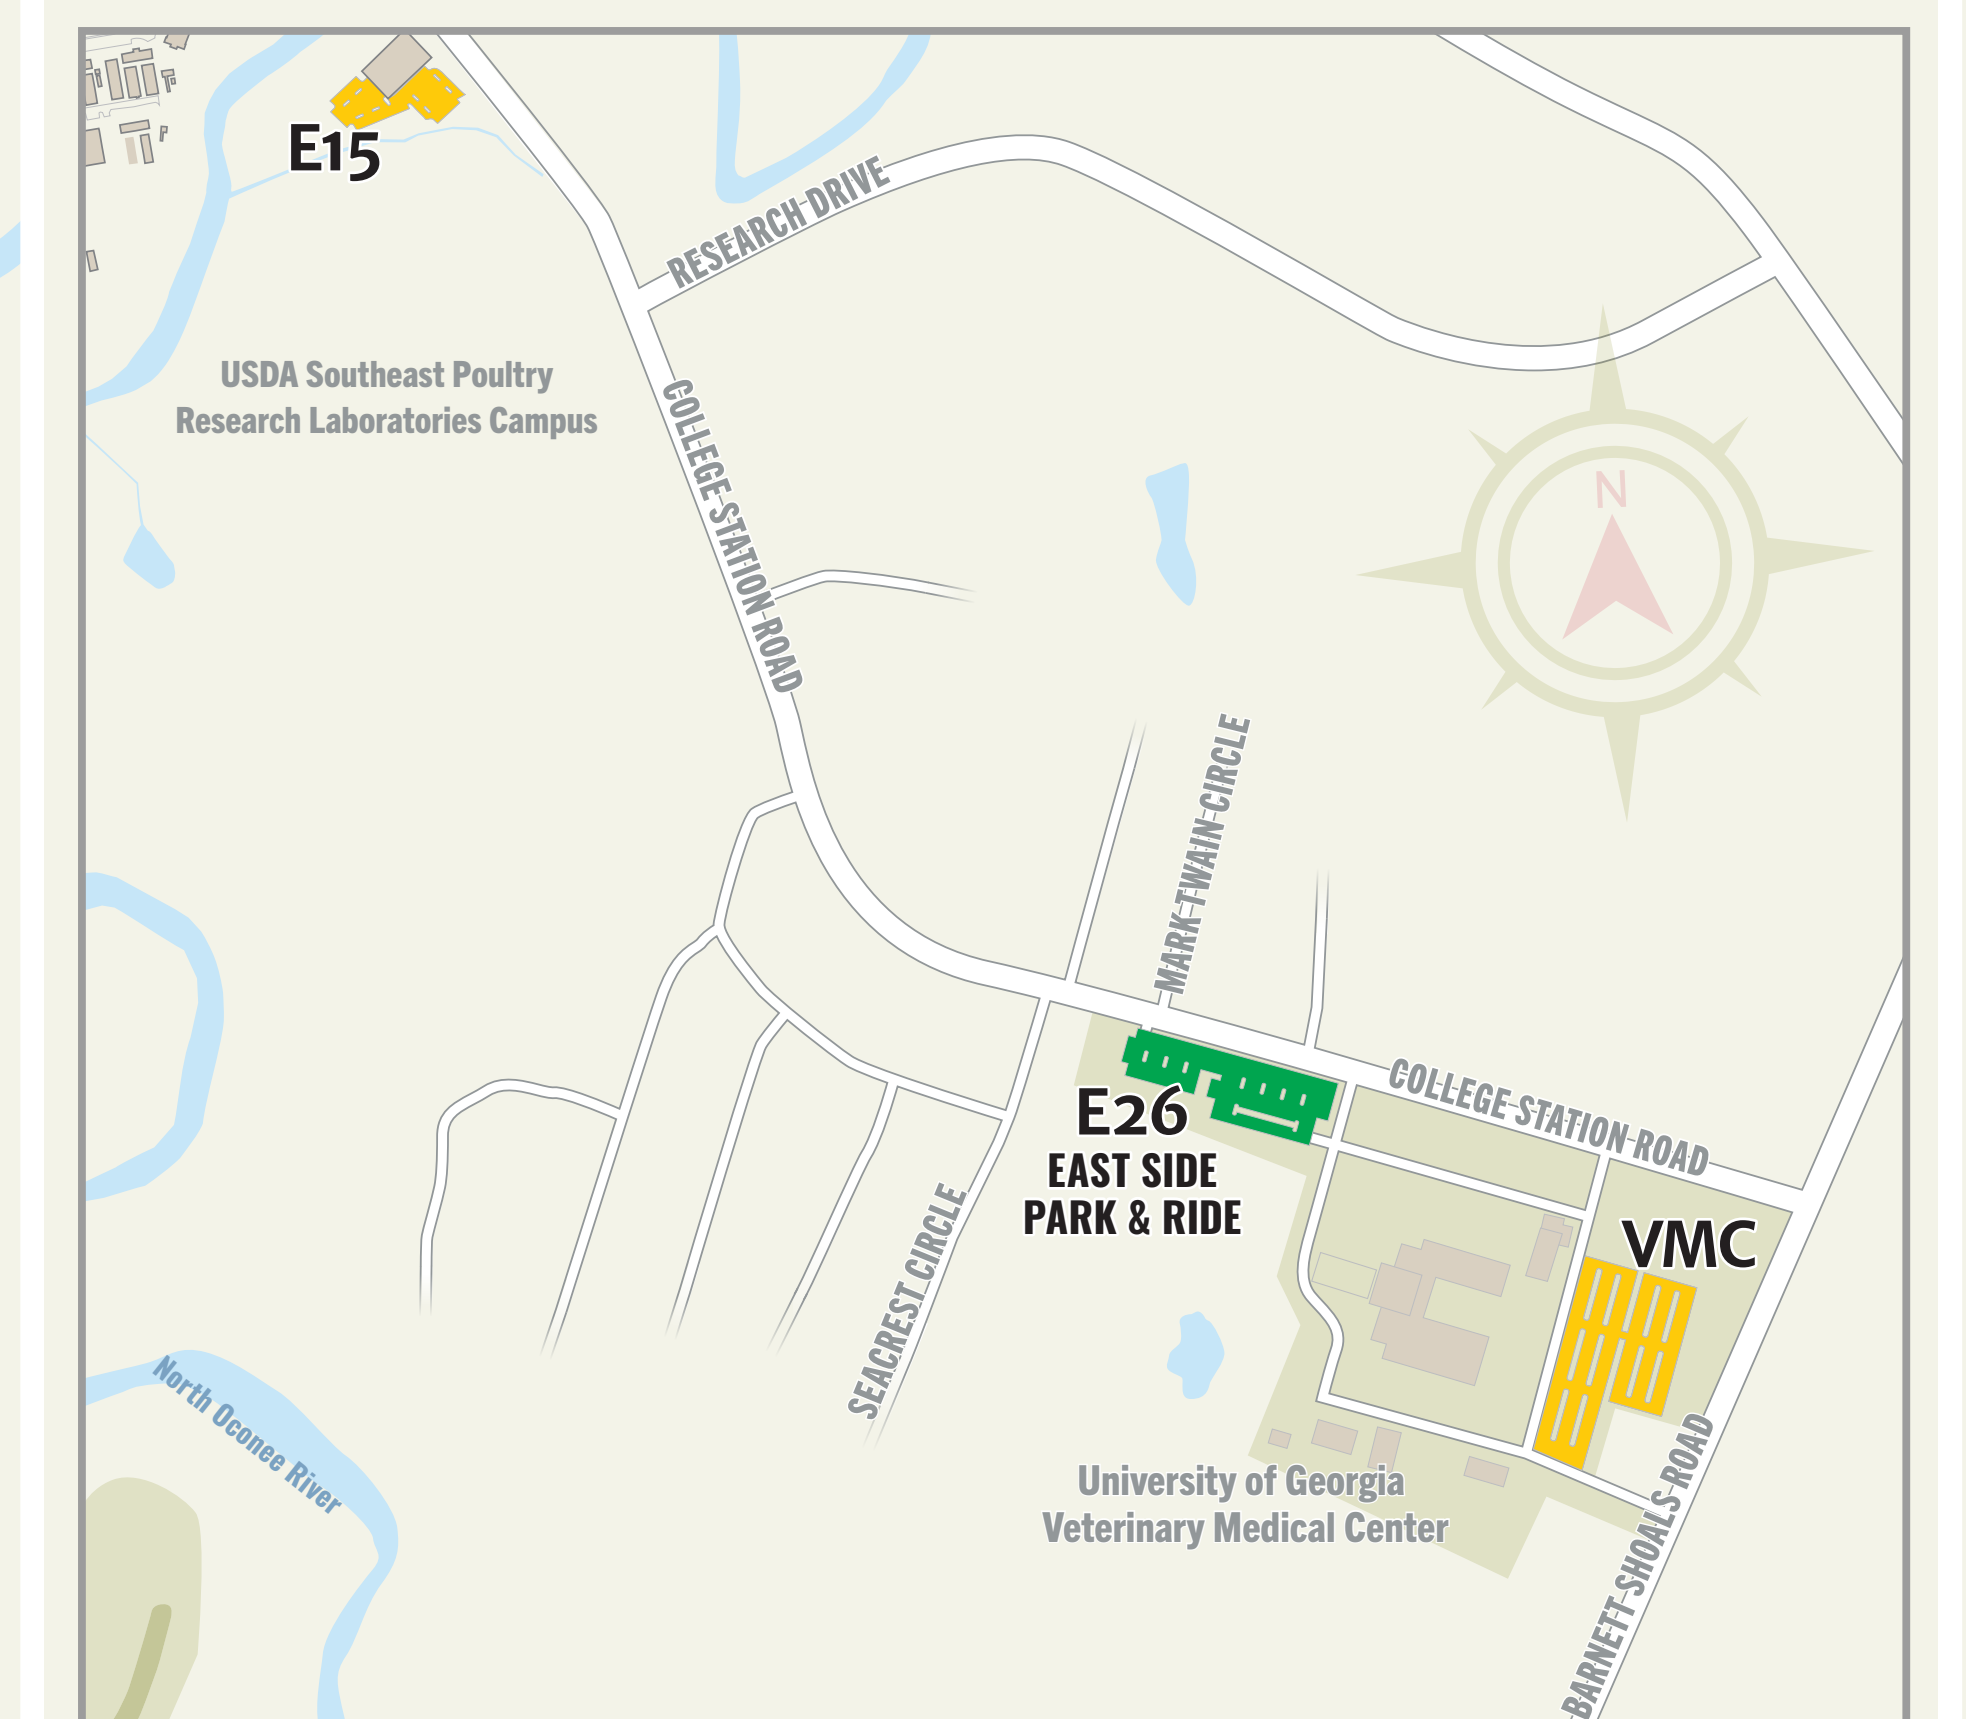 E15
RESEARCH DRIVE
USDA Southeast Poultry
Research Laboratories Campus
COLLEGE STATION ROAD
N
MARK TWAIN CIRCLE
COLLEGE STATION ROAD
E26
EAST SIDE
PARK & RIDE
VMC
SEACREST CIRCLE
North Oconee River
University of Georgia
Veterinary Medical Center
BARNETT SHOALS ROAD